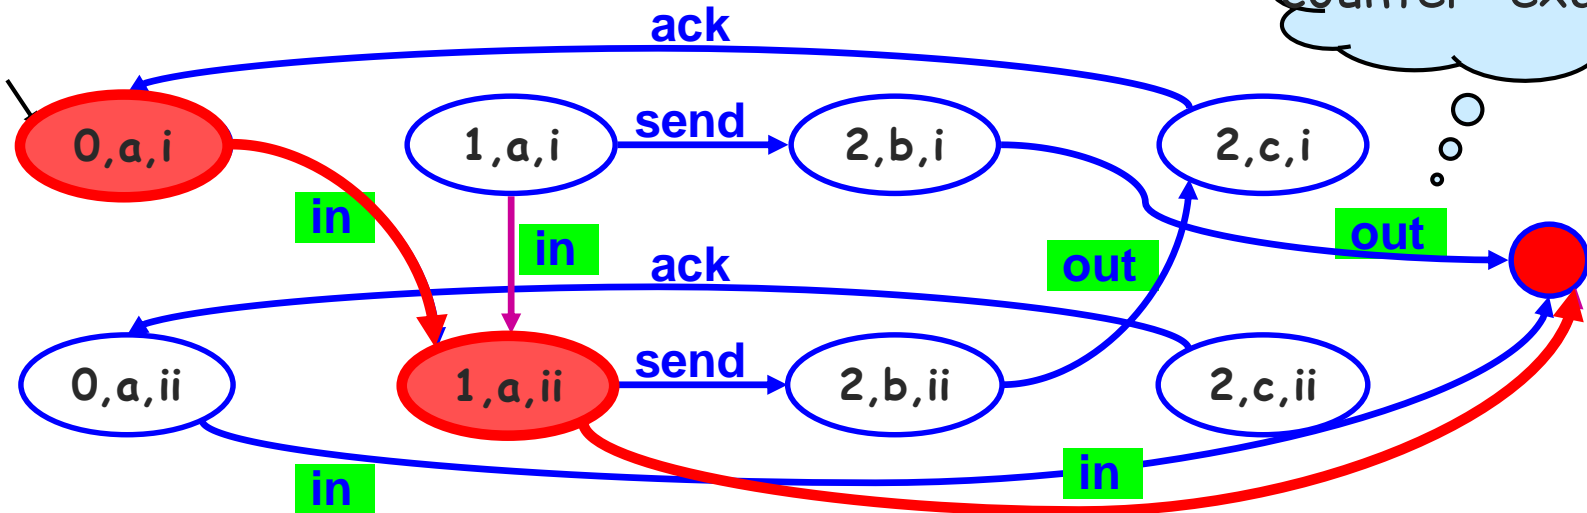 ack
0,a,i
1,a,i
send
2,b,i
2,c,i
in
in
out
out
ack
0,a,ii
1,a,ii
send
2,b,ii
2,c,ii
in
in